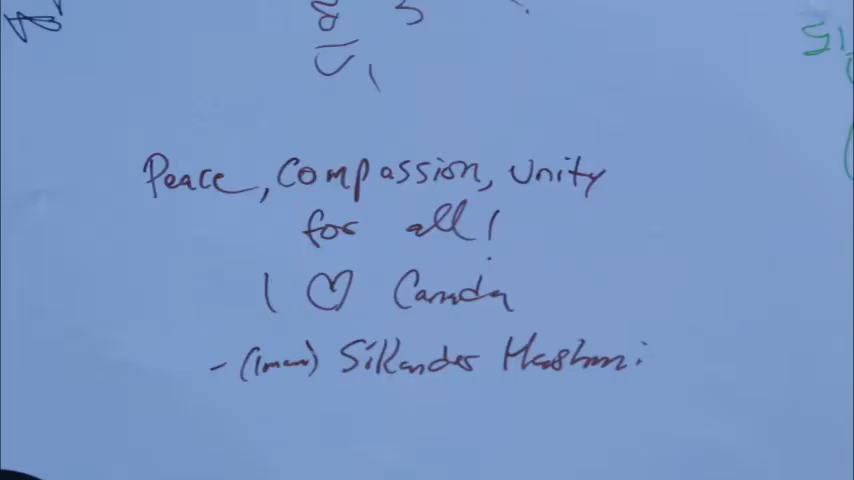 Peace, Compassion, Unity
for all!
I ♡ Canada
- (Imam) Sikander Hashmi